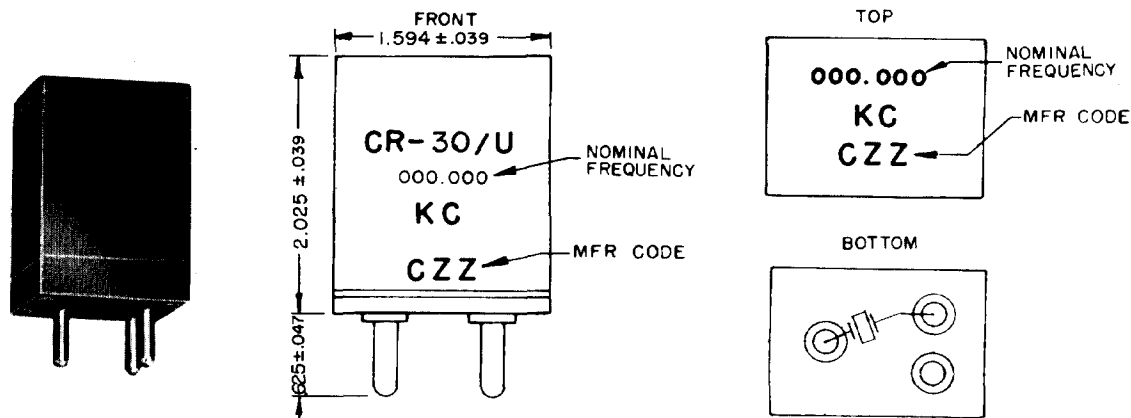 FRONT
1.594 ±.039
2.025 ±.039
.625±.047
CR-30/U
000.000
KC
CZZ
NOMINAL
FREQUENCY
MFR CODE
TOP
000.000
KC
CZZ
NOMINAL
FREQUENCY
MFR CODE
BOTTOM